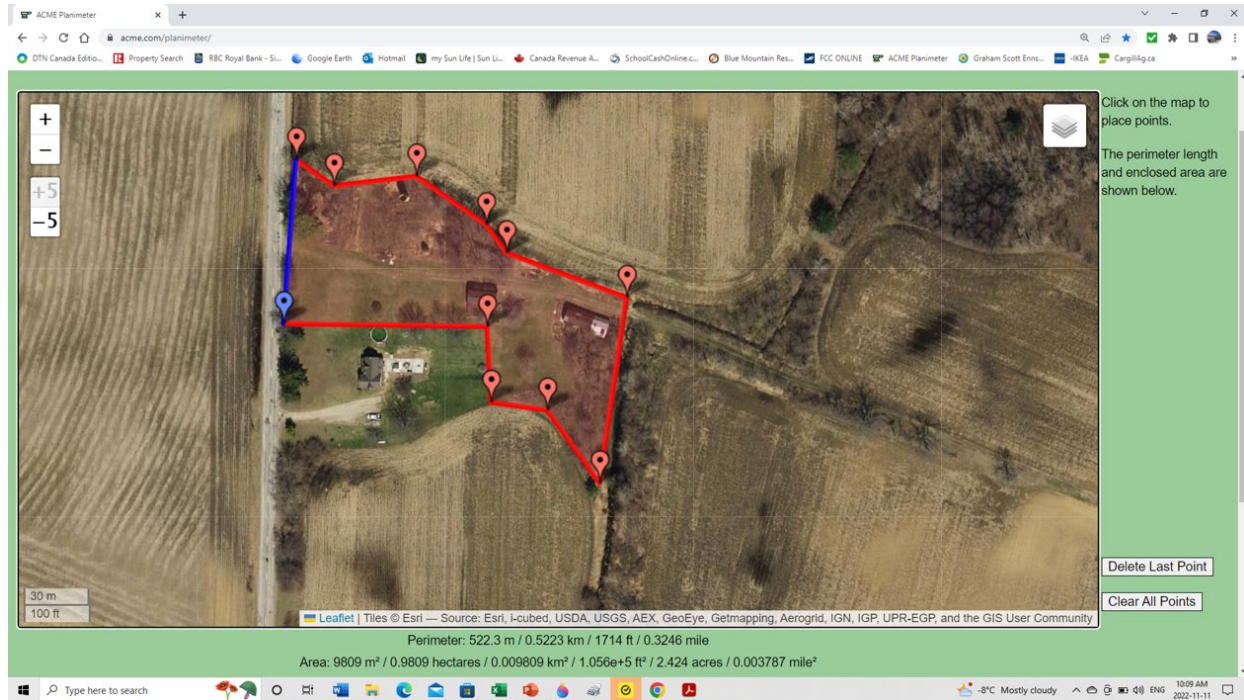 ACME Planimeter
acme.com/planimeter/
DTN Canada Editio... Property Search RBC Royal Bank - Si... Google Earth Hotmail my Sun Life | Sun Li... Canada Revenue A... SchoolCashOnline.c... Blue Mountain Res... FCC ONLINE ACME Planimeter Graham Scott Enns... -IKEA CargillAg.ca »
+
−
+5
−5
Click on the map to
place points.
The perimeter length
and enclosed area are
shown below.
Delete Last Point
Clear All Points
30 m
100 ft
Leaflet | Tiles © Esri — Source: Esri, i-cubed, USDA, USGS, AEX, GeoEye, Getmapping, Aerogrid, IGN, IGP, UPR-EGP, and the GIS User Community
Perimeter: 522.3 m / 0.5223 km / 1714 ft / 0.3246 mile
Area: 9809 m² / 0.9809 hectares / 0.009809 km² / 1.056e+5 ft² / 2.424 acres / 0.003787 mile²
Type here to search
-8°C Mostly cloudy
ENG
10:09 AM
2022-11-11